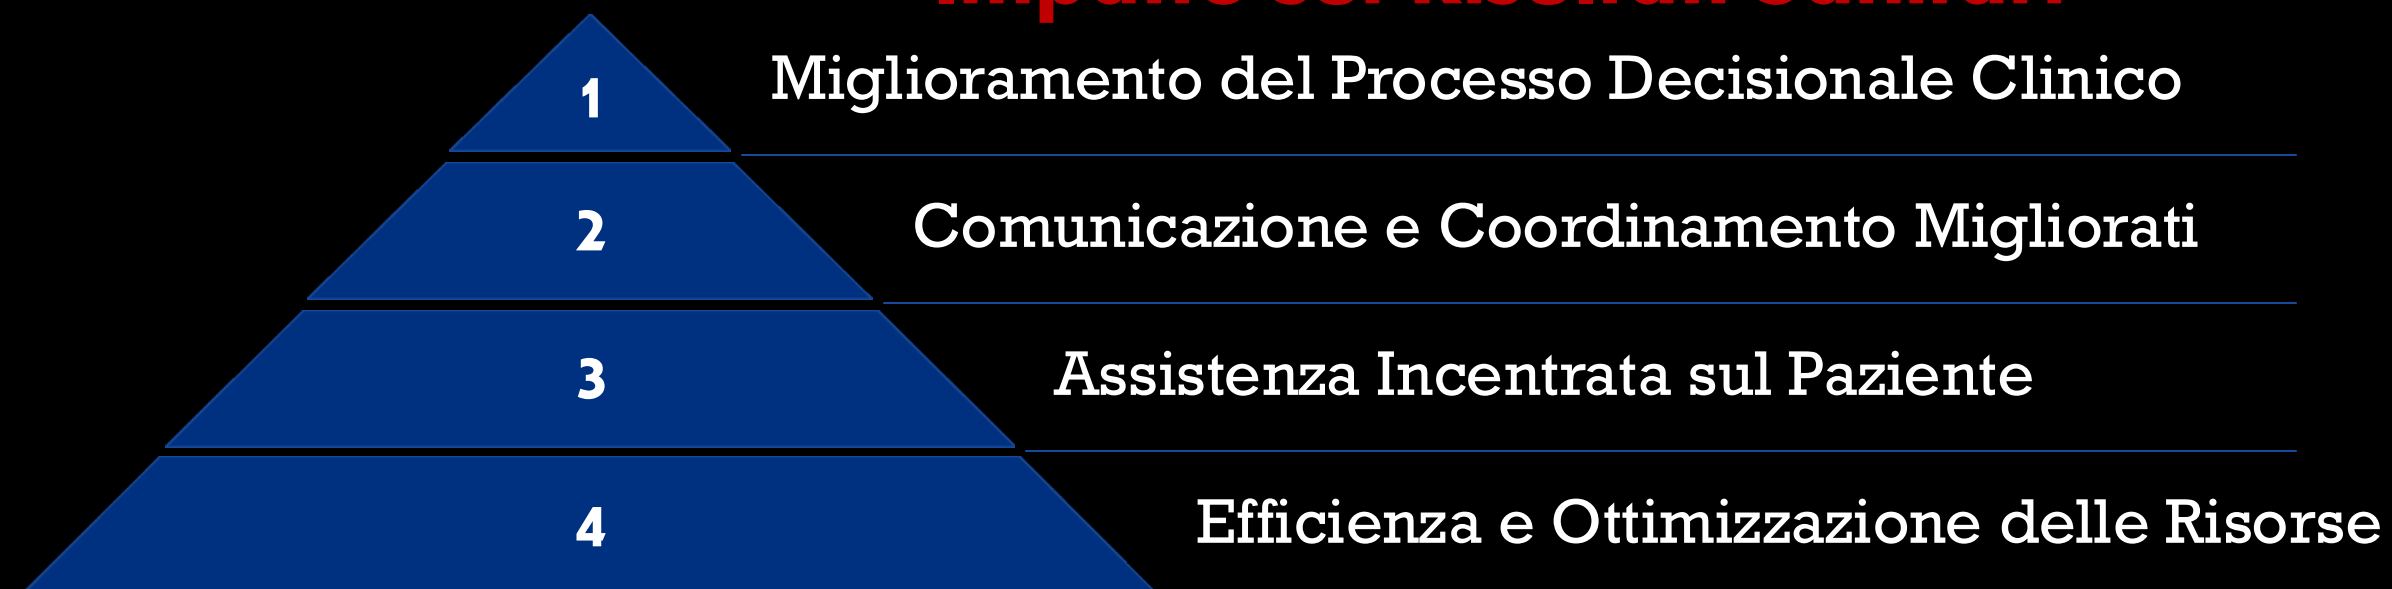 1
Miglioramento del Processo Decisionale Clinico
2
Comunicazione e Coordinamento Migliorati
3
Assistenza Incentrata sul Paziente
4
Efficienza e Ottimizzazione delle Risorse